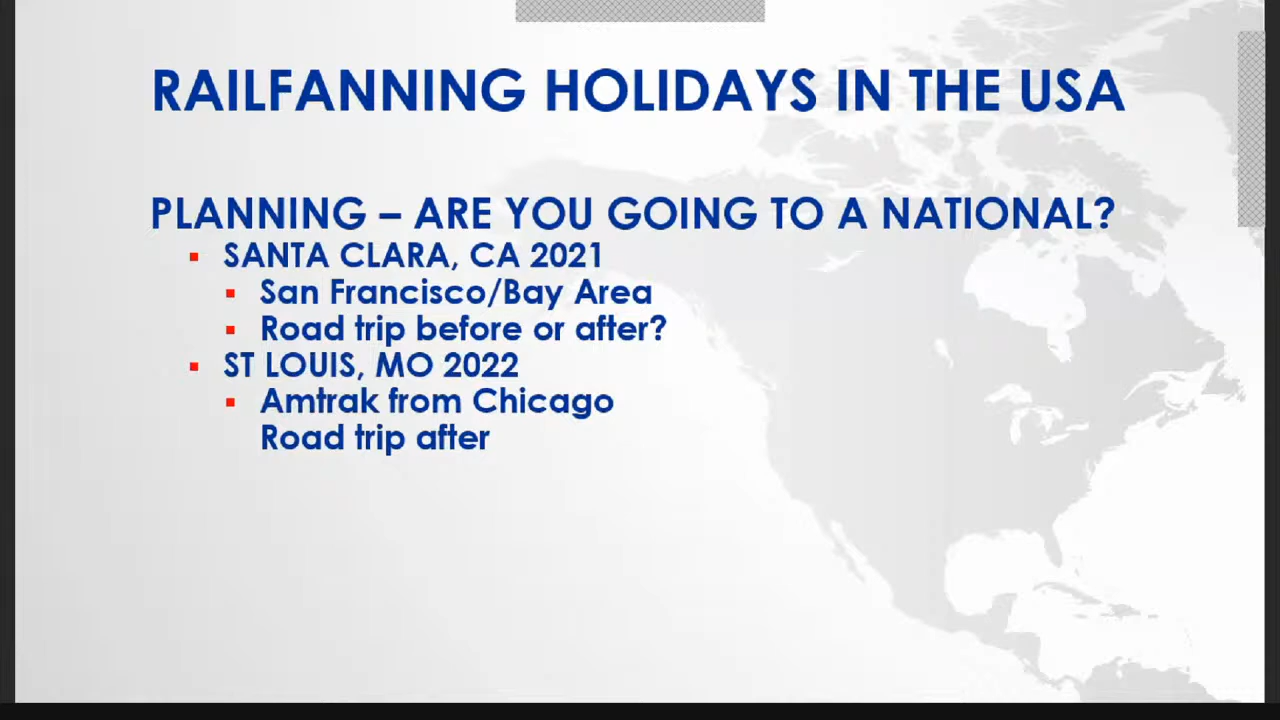 RAILFANNING HOLIDAYS IN THE USA
PLANNING – ARE YOU GOING TO A NATIONAL?
SANTA CLARA, CA 2021
San Francisco/Bay Area
Road trip before or after?
ST LOUIS, MO 2022
Amtrak from Chicago
Road trip after